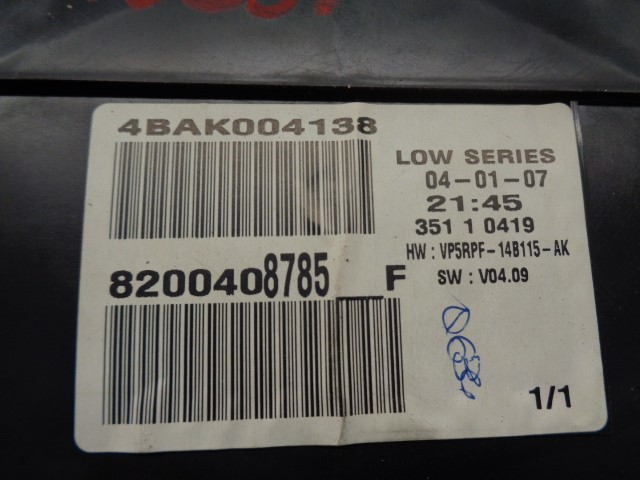 4BAK004138
LOW SERIES
04-01-07
21:45
351 1 0419
HW : VP5RPF-14B115-AK
SW : V04.09
8200408785__F
1/1